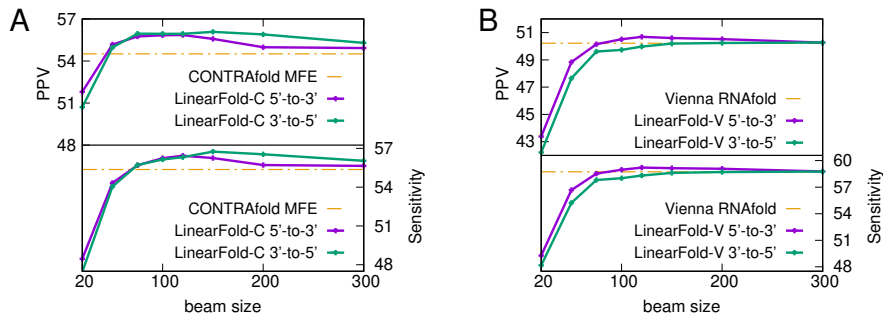 A
57
54
51
48
PPV
CONTRAfold MFE
LinearFold-C 5’-to-3’
LinearFold-C 3’-to-5’
57
54
51
48
Sensitivity
CONTRAfold MFE
LinearFold-C 5’-to-3’
LinearFold-C 3’-to-5’
20 100 200 300
beam size
B
51
49
47
45
43
PPV
Vienna RNAfold
LinearFold-V 5’-to-3’
LinearFold-V 3’-to-5’
60
57
54
51
48
Sensitivity
Vienna RNAfold
LinearFold-V 5’-to-3’
LinearFold-V 3’-to-5’
20 100 200 300
beam size